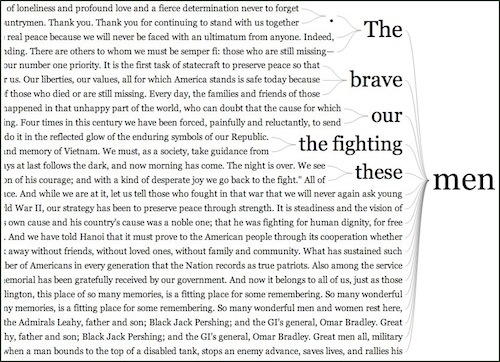 of loneliness and profound love and a fierce determination never to forget
untrymen. Thank you. Thank you for continuing to stand with us together
real peace because we will never be faced with an ultimatum from anyone. Indeed,
nding. There are others to whom we must be semper fi: those who are still missing—
our number one priority. It is the first task of statecraft to preserve peace so that
r us. Our liberties, our values, all for which America stands is safe today because
f those who died or are still missing. Every day, the families and friends of those
happened in that unhappy part of the world, who can doubt that the cause for which
ing. Four times in this century we have been forced, painfully and reluctantly, to send
do it in the reflected glow of the enduring symbols of our Republic.
nd memory of Vietnam. We must, as a society, take guidance from
ays at last follows the dark, and now morning has come. The night is over. We see
on of his courage; and with a kind of desperate joy we go back to the fight." All of
ace. And while we are at it, let us tell those who fought in that war that we will never again ask young
ld War II, our strategy has been to preserve peace through strength. It is steadiness and the vision of
s own cause and his country's cause was a noble one; that he was fighting for human dignity, for free
. And we have told Hanoi that it must prove to the American people through its cooperation whether
away without friends, without loved ones, without family and community. What has sustained such
ber of Americans in every generation that the Nation records as true patriots. Also among the service
emorial has been gratefully received by our government. And now it belongs to all of us, just as those
lington, this place of so many memories, is a fitting place for some remembering. So many wonderful
ny memories, is a fitting place for some remembering. So many wonderful men and women rest here,
the Admirals Leahy, father and son; Black Jack Pershing; and the GI's general, Omar Bradley. Great
hy, father and son; Black Jack Pershing; and the GI's general, Omar Bradley. Great men all, military
when a man bounds to the top of a disabled tank, stops an enemy advance, saves lives, and rallies his
.
The
brave
our
the fighting
these
men